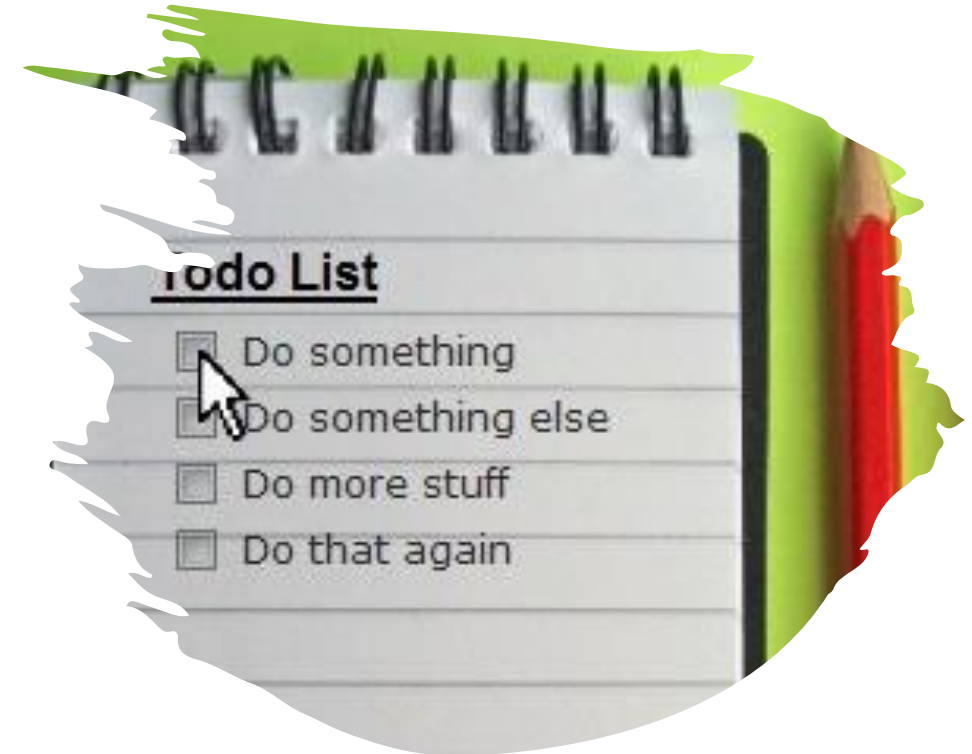 Todo List
Do something
Do something else
Do more stuff
Do that again